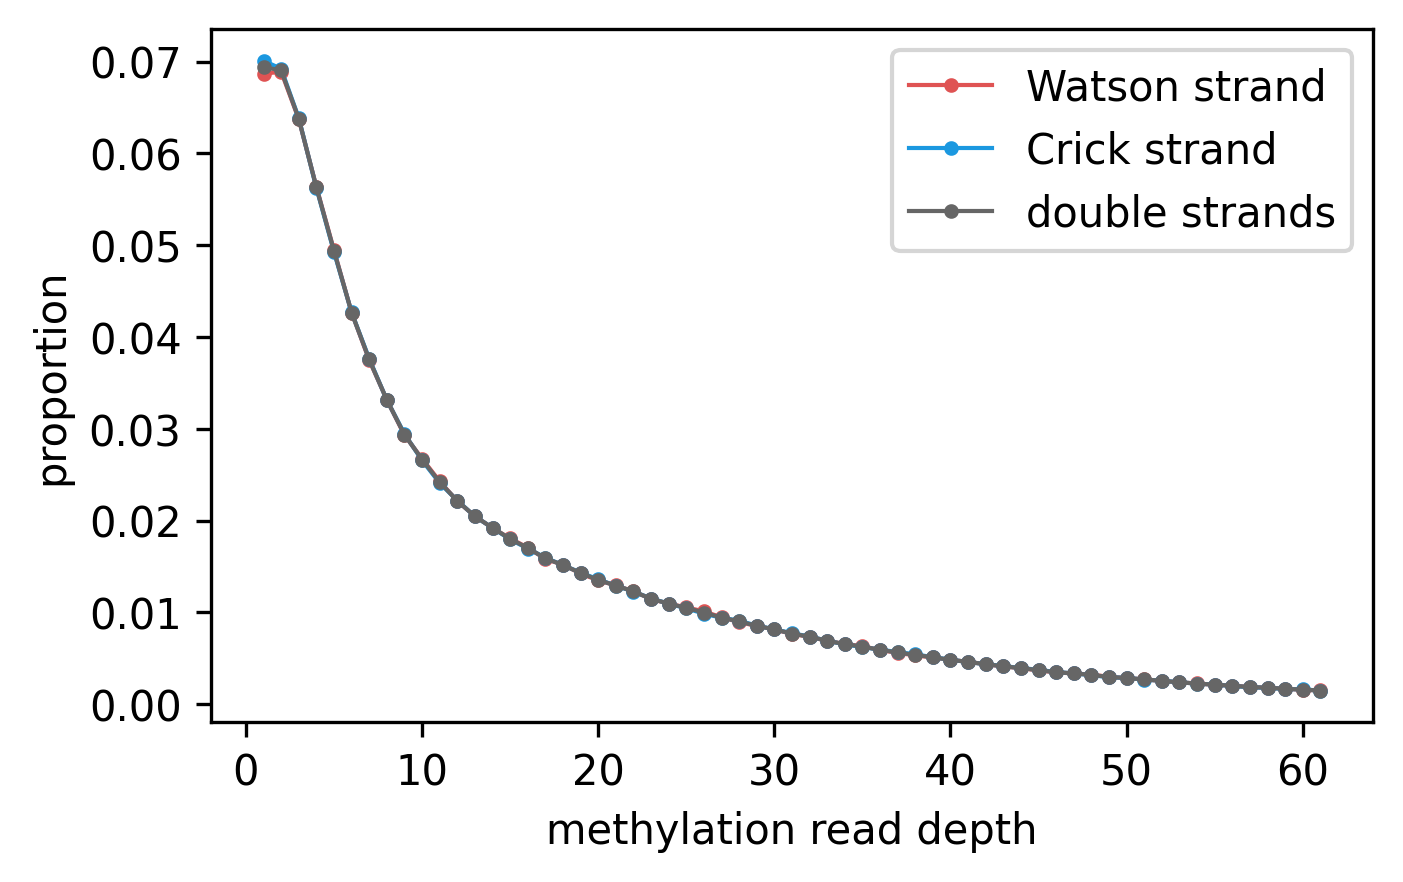 0.07
0.06
0.05
0.04
0.03
0.02
0.01
0.00
proportion
Watson strand
Crick strand
double strands
0 10 20 30 40 50 60
methylation read depth